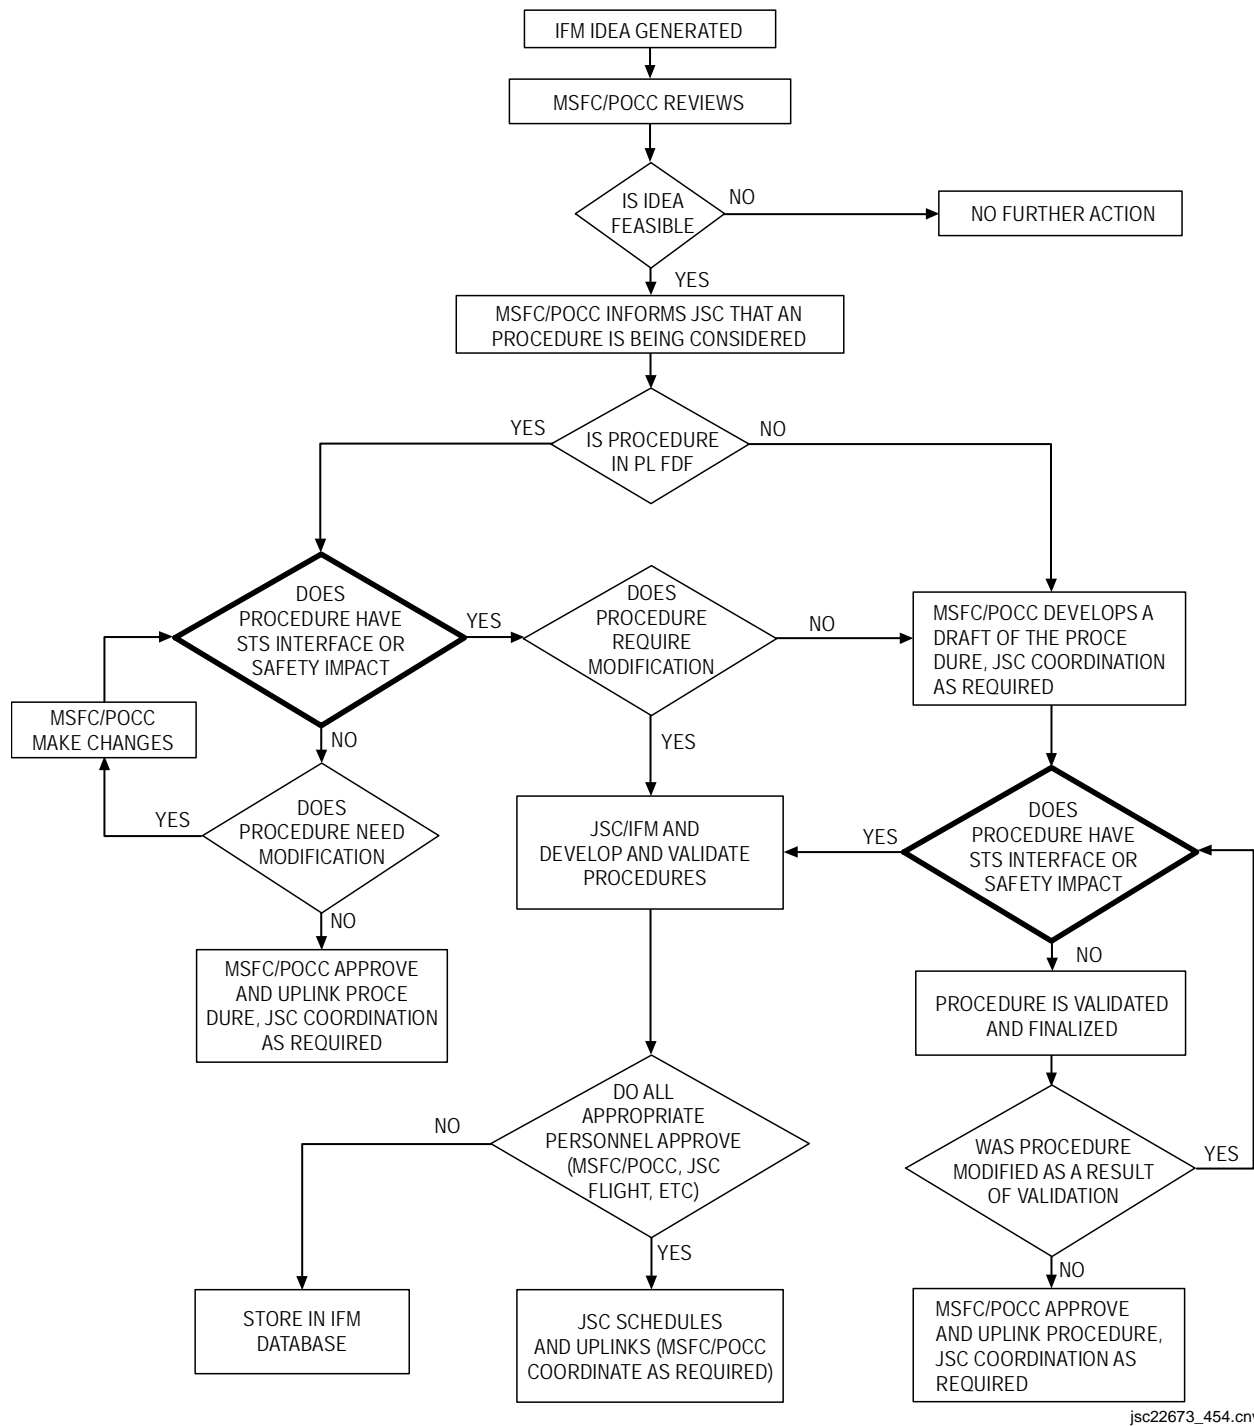 IFM IDEA GENERATED
MSFC/POCC REVIEWS
IS IDEA
FEASIBLE
NO
NO FURTHER ACTION
YES
MSFC/POCC INFORMS JSC THAT AN
PROCEDURE IS BEING CONSIDERED
YES
IS PROCEDURE
IN PL FDF
NO
DOES
PROCEDURE HAVE
STS INTERFACE OR
SAFETY IMPACT
YES
DOES
PROCEDURE
REQUIRE
MODIFICATION
NO
MSFC/POCC DEVELOPS A
DRAFT OF THE PROCE
DURE, JSC COORDINATION
AS REQUIRED
MSFC/POCC
MAKE CHANGES
NO
YES
YES
DOES
PROCEDURE NEED
MODIFICATION
JSC/IFM AND
DEVELOP AND VALIDATE
PROCEDURES
YES
DOES
PROCEDURE HAVE
STS INTERFACE OR
SAFETY IMPACT
NO
MSFC/POCC APPROVE
AND UPLINK PROCE
DURE, JSC COORDINATION
AS REQUIRED
NO
PROCEDURE IS VALIDATED
AND FINALIZED
NO
DO ALL
APPROPRIATE
PERSONNEL APPROVE
(MSFC/POCC, JSC
FLIGHT, ETC)
WAS PROCEDURE
MODIFIED AS A RESULT
OF VALIDATION
YES
YES
NO
STORE IN IFM
DATABASE
JSC SCHEDULES
AND UPLINKS (MSFC/POCC
COORDINATE AS REQUIRED)
MSFC/POCC APPROVE
AND UPLINK PROCEDURE,
JSC COORDINATION AS
REQUIRED
jsc22673_454.cnv